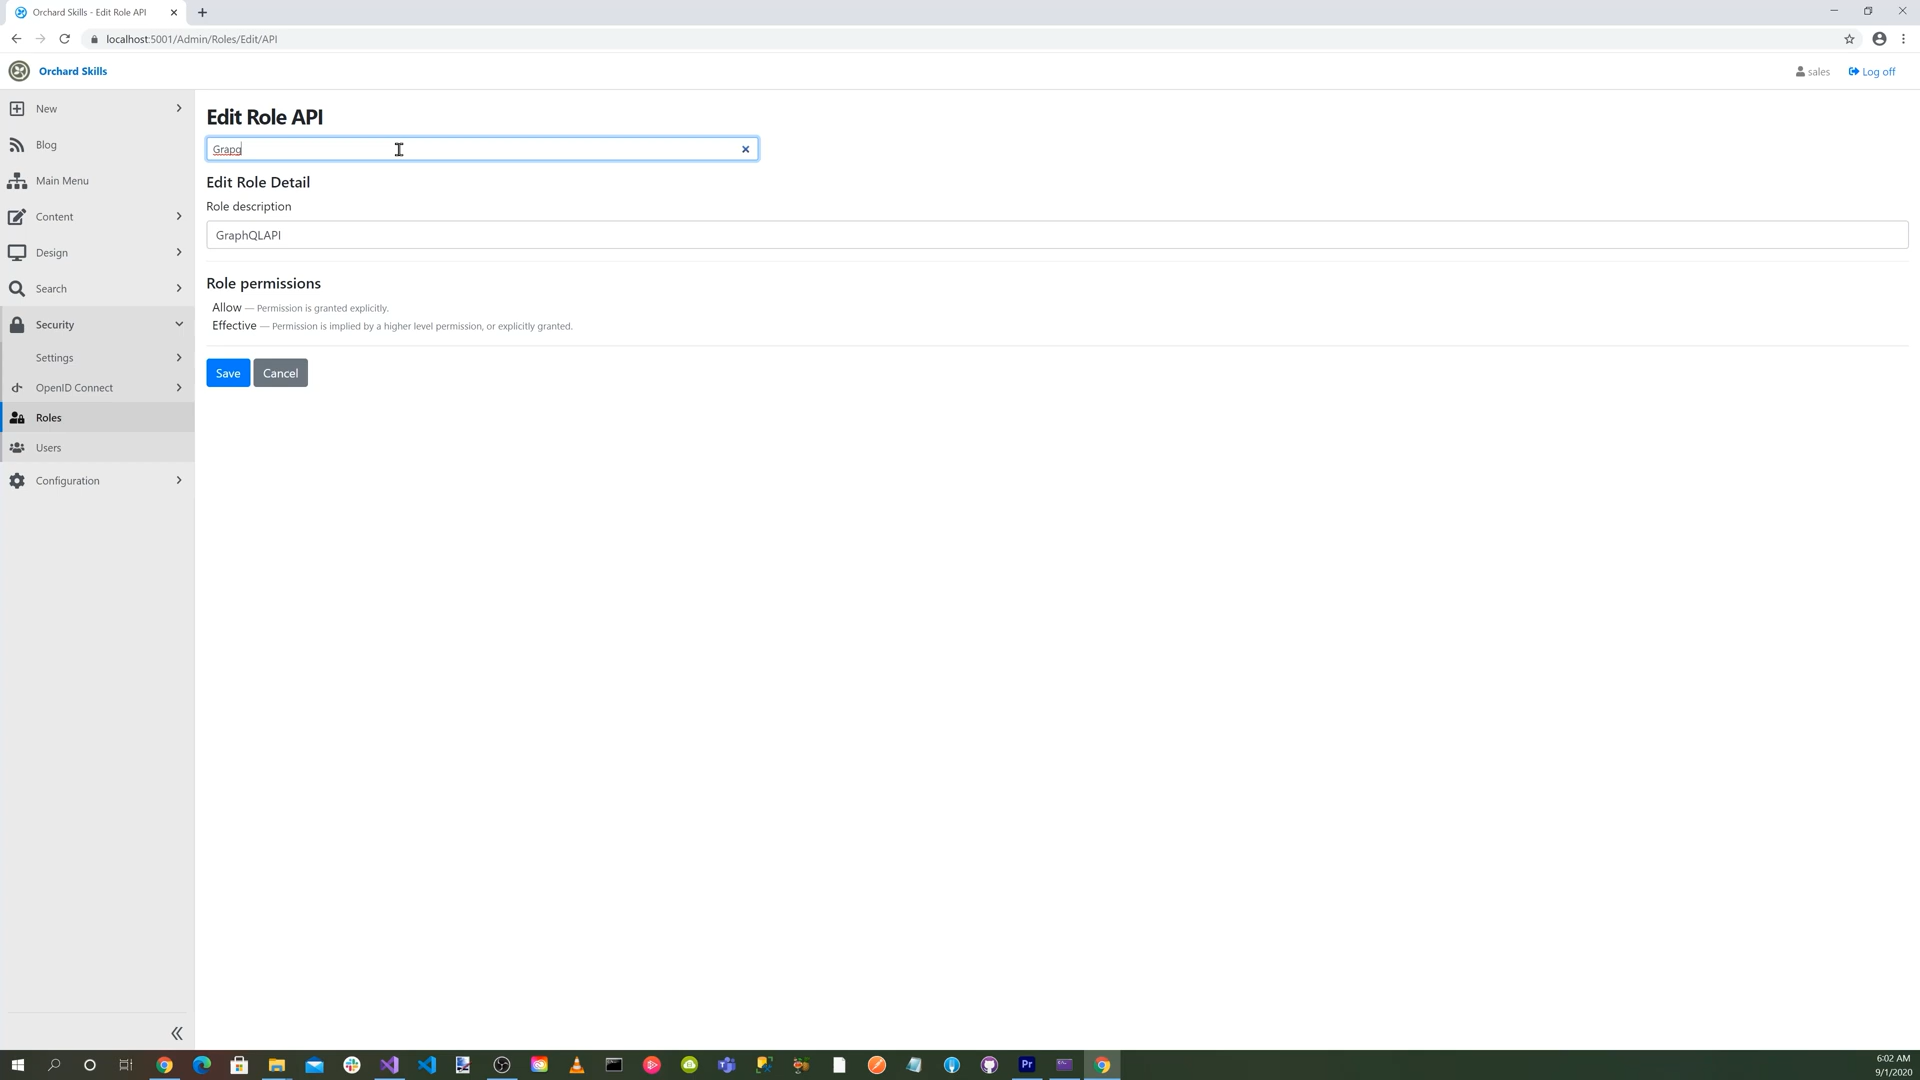 Orchard Skills - Edit Role API
localhost:5001/Admin/Roles/Edit/API
Orchard Skills
sales
Log off
New
Blog
Main Menu
Content
Design
Search
Security
Settings
OpenID Connect
Roles
Users
Configuration
Edit Role API
Grapg
Edit Role Detail
Role description
GraphQLAPI
Role permissions
Allow — Permission is granted explicitly.
Effective — Permission is implied by a higher level permission, or explicitly granted.
Save Cancel
Pr
6:02 AM
9/1/2020